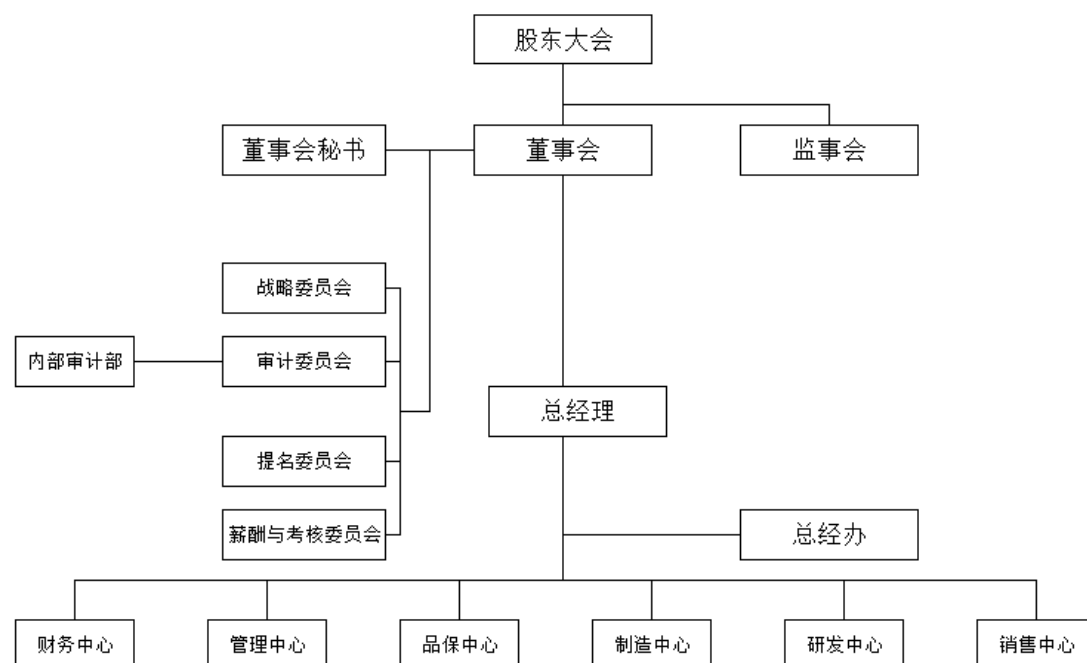 股东大会
董事会秘书
董事会
监事会
战略委员会
内部审计部
审计委员会
总经理
提名委员会
薪酬与考核委员会
总经办
财务中心
管理中心
品保中心
制造中心
研发中心
销售中心